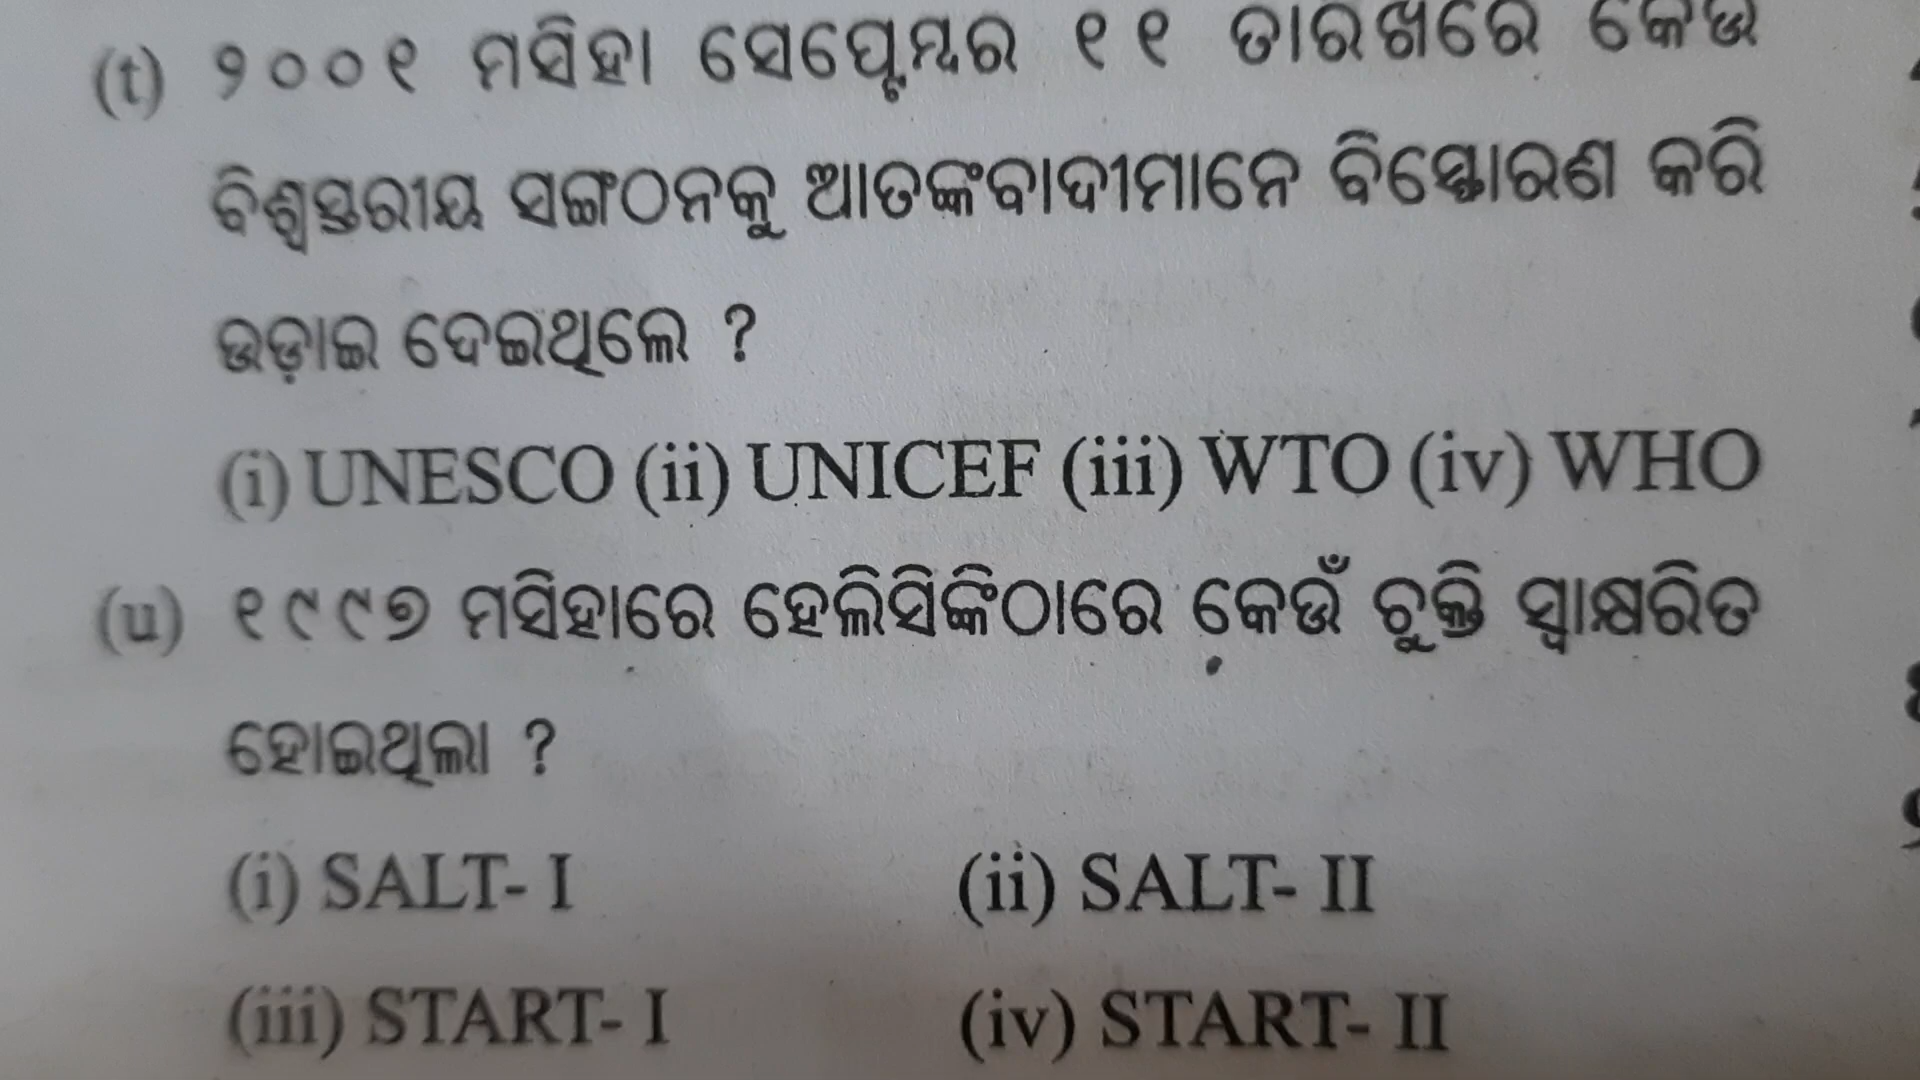 (t) ୨୦୦୧ ମସିହା ସେପ୍ଟେମ୍ବର ୧୧ ତାରିଖରେ କେଉଁ
ବିଶ୍ୱସ୍ତରୀୟ ସଙ୍ଗଠନକୁ ଆତଙ୍କବାଦୀମାନେ ବିସ୍ଫୋରଣ କରି
ଉଡ଼ାଇ ଦେଇଥିଲେ ?
(i) UNESCO (ii) UNICEF (iii) WTO (iv) WHO
(u) ୧୯୯୭ ମସିହାରେ ହେଲିସିଙ୍କିଠାରେ କେଉଁ ଚୁକ୍ତି ସ୍ୱାକ୍ଷରିତ
ହୋଇଥିଲା ?
(i) SALT- I (ii) SALT- II
(iii) START- I (iv) START- II